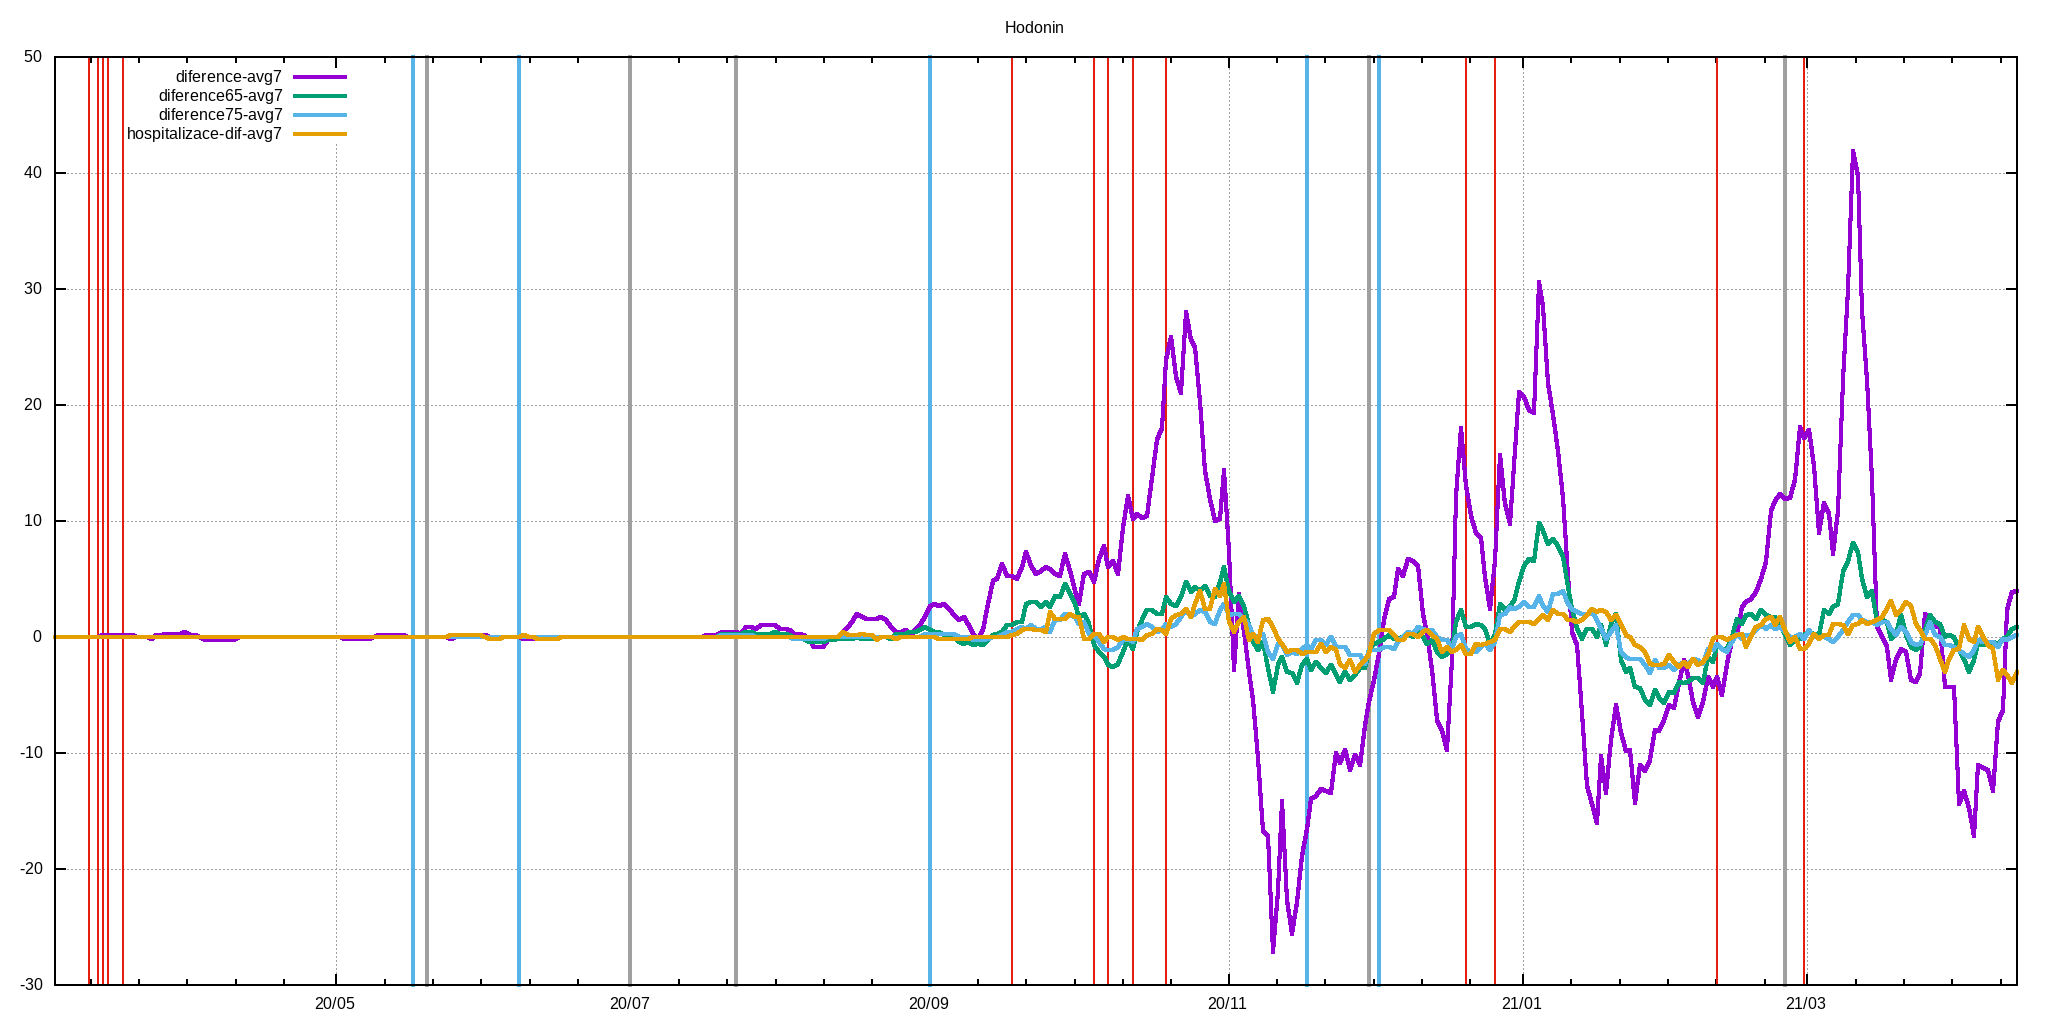 Hodonin
50
diference-avg7
diference65-avg7
diference75-avg7
hospitalizace-dif-avg7
40
30
20
10
0
-10
-20
-30
20/05 20/07 20/09 20/11 21/01 21/03